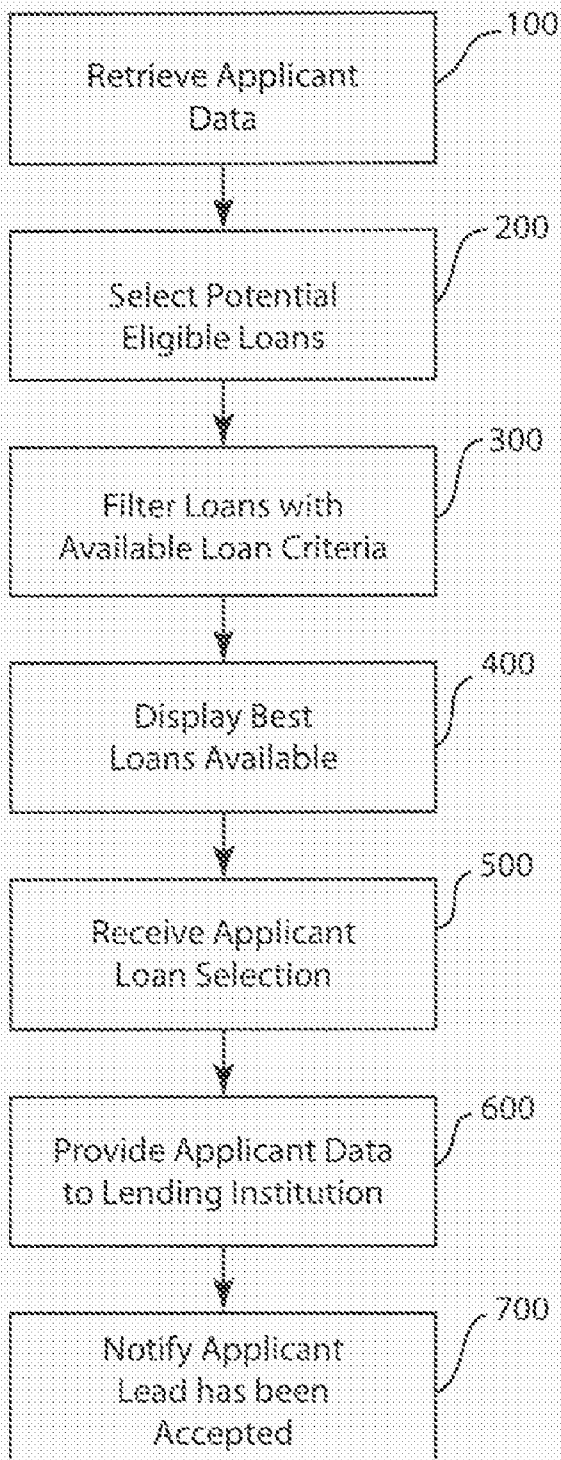 100
Retrieve Applicant
Data
200
Select Potential
Eligible Loans
300
Filter Loans with
Available Loan Criteria
400
Display Best
Loans Available
500
Receive Applicant
Loan Selection
600
Provide Applicant Data
to Lending Institution
700
Notify Applicant
Lead has been
Accepted